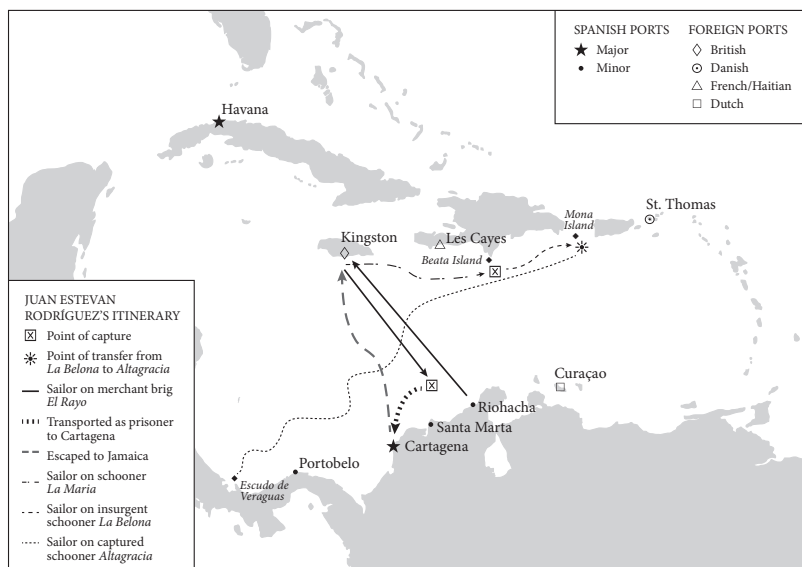 SPANISH PORTS
Major
Minor
FOREIGN PORTS
British
Danish
French/Haitian
Dutch
Havana
Kingston
Les Cayes
Beata Island
Mona
Island
St. Thomas
Curaçao
Riohacha
Santa Marta
Cartagena
Portobelo
Escudo de
Veraguas
JUAN ESTEVAN
RODRÍGUEZ’S ITINERARY
Point of capture
Point of transfer from
La Belona to Altagracia
Sailor on merchant brig
El Rayo
Transported as prisoner
to Cartagena
Escaped to Jamaica
Sailor on schooner
La Maria
Sailor on insurgent
schooner La Belona
Sailor on captured
schooner Altagracia